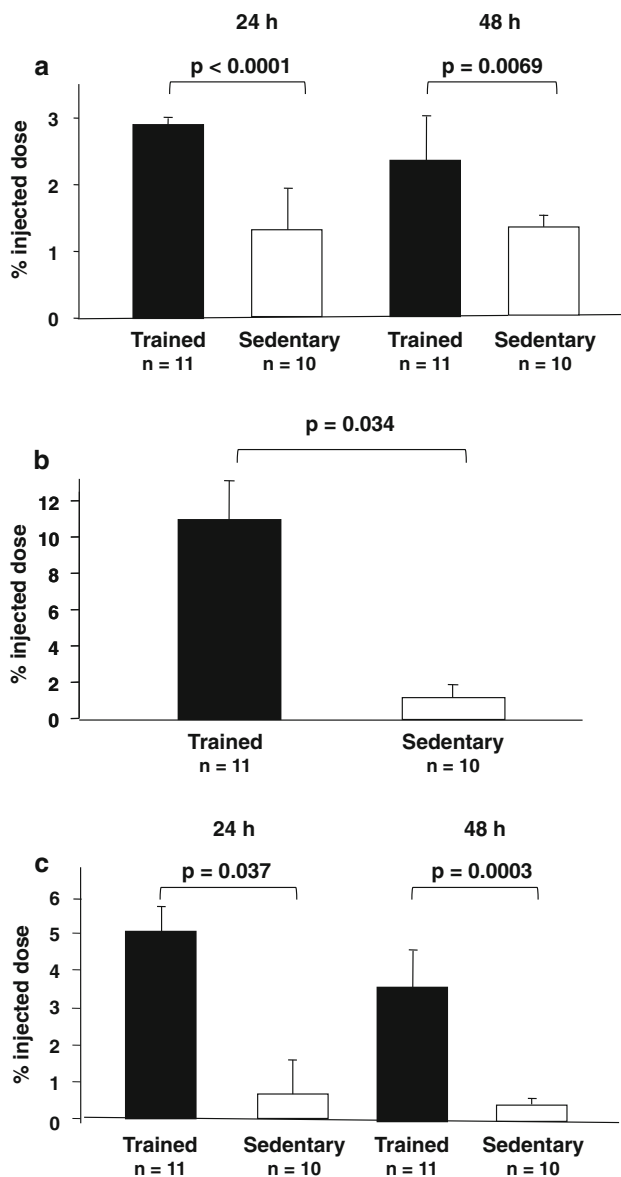 24 h 48 h
a p < 0.0001 p = 0.0069
% injected dose
3
2
1
0
Trained Sedentary Trained Sedentary
n = 11 n = 10 n = 11 n = 10
p = 0.034
b
% injected dose
12
10
8
6
4
2
0
Trained Sedentary
n = 11 n = 10
24 h 48 h
c p = 0.037 p = 0.0003
% injected dose
6
5
4
3
2
1
0
Trained Sedentary Trained Sedentary
n = 11 n = 10 n = 11 n = 10